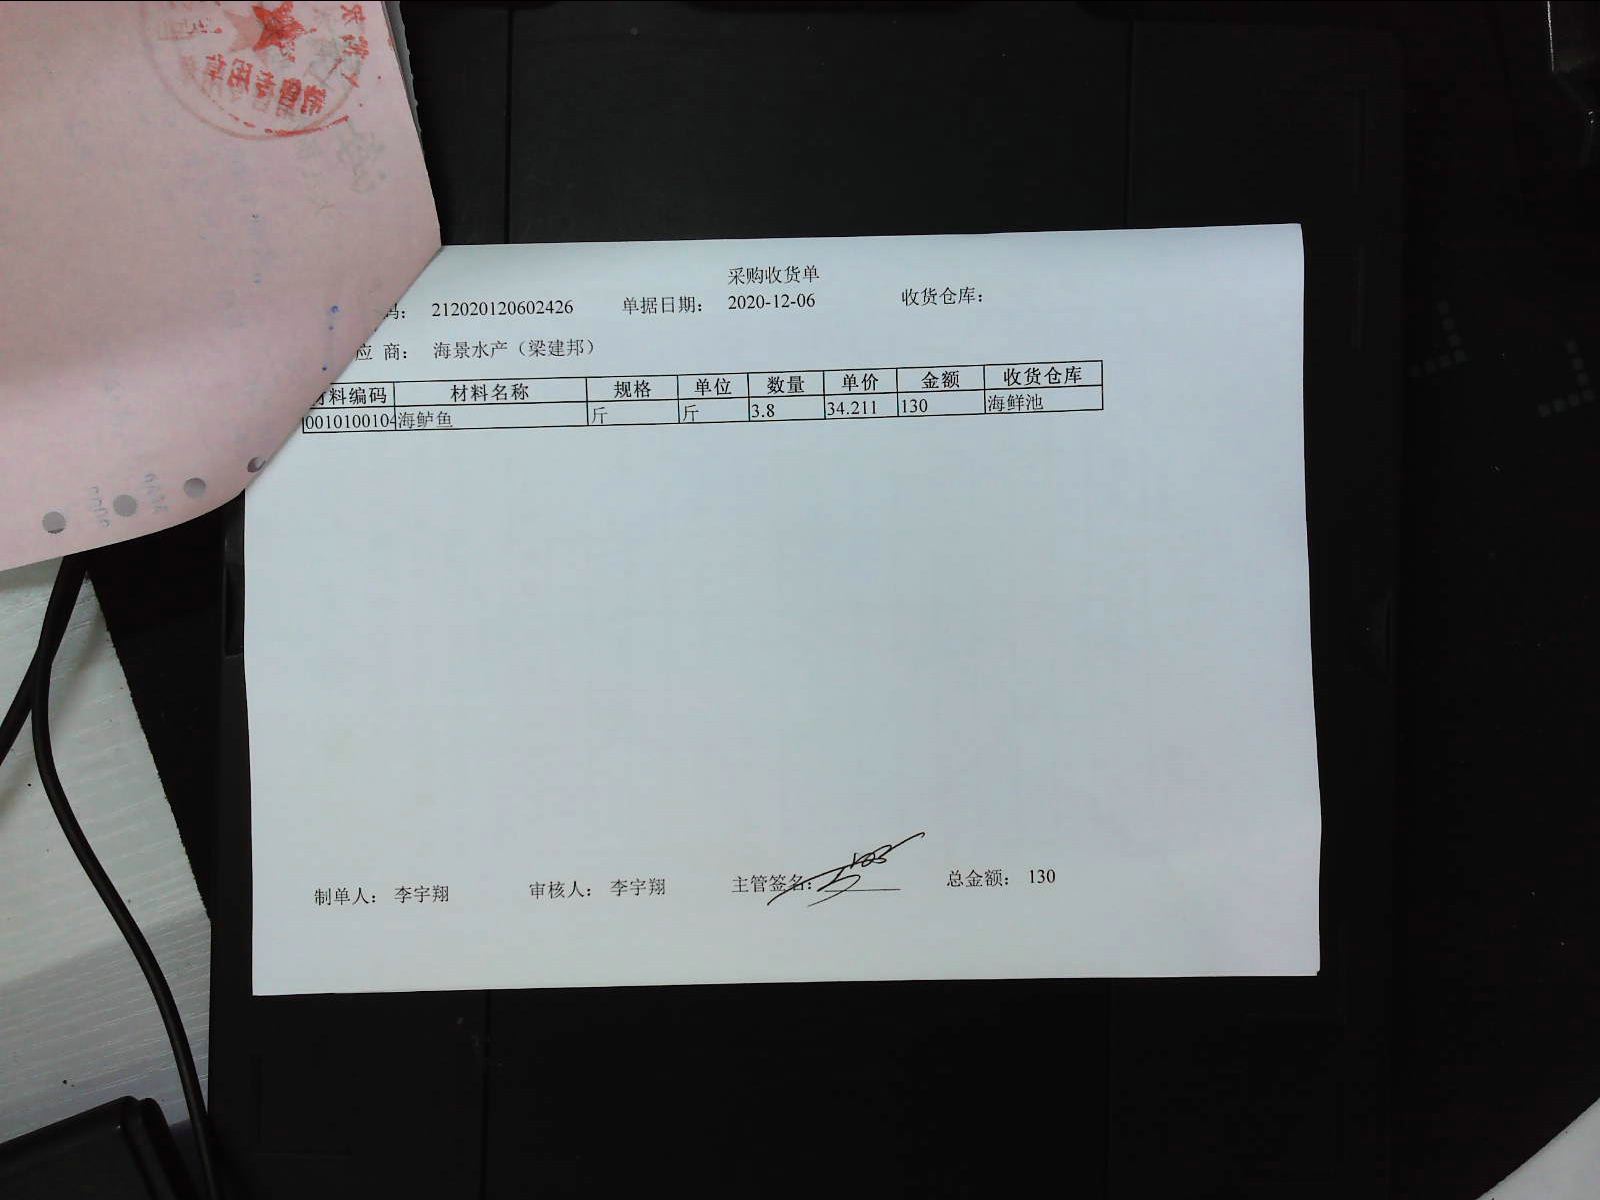 采购收货单
码: 212020120602426 单据日期: 2020-12-06 收货仓库:
应 商: 海景水产（梁建邦）
材料编码 材料名称 规格 单位 数量 单价 金额 收货仓库
0010100104 海鲈鱼 斤 斤 3.8 34.211 130 海鲜池
制单人: 李宇翔 审核人: 李宇翔 主管签名: 总金额: 130